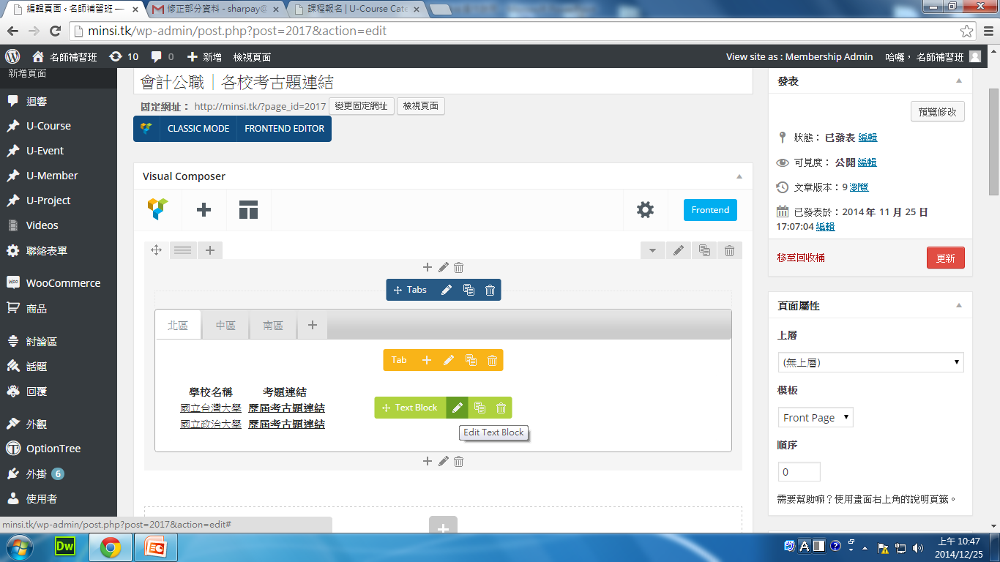 編輯頁面 ‹ 名師補習班 —
修正部分資料 - sharpay@
課程報名 | U-Course Cate
minsi.tk/wp-admin/post.php?post=2017&action=edit
名師補習班 10 0 新增 檢視頁面 View site as : Membership Admin 哈囉， 名師補習班
新增頁面
迴響
U-Course
U-Event
U-Member
U-Project
Videos
聯絡表單
WooCommerce
商品
討論區
話題
回覆
外觀
OptionTree
外掛 6
使用者
會計公職｜各校考古題連結
固定網址： http://minsi.tk/?page_id=2017 變更固定網址 檢視頁面
CLASSIC MODE FRONTEND EDITOR
Visual Composer
Frontend
Tabs
北區 中區 南區
Tab
學校名稱 考題連結
國立台灣大學 歷屆考古題連結
國立政治大學 歷屆考古題連結
Text Block
Edit Text Block
發表
預覽修改
狀態： 已發表 編輯
可見度： 公開 編輯
文章版本：9 瀏覽
已發表於：2014 年 11 月 25 日
17:07:04 編輯
移至回收桶 更新
頁面屬性
上層
(無上層)
模板
Front Page
順序
0
需要幫助嘛？使用畫面右上角的說明頁籤。
minsi.tk/wp-admin/post.php?post=2017&action=edit#
Dw
A
上午 10:47
2014/12/25